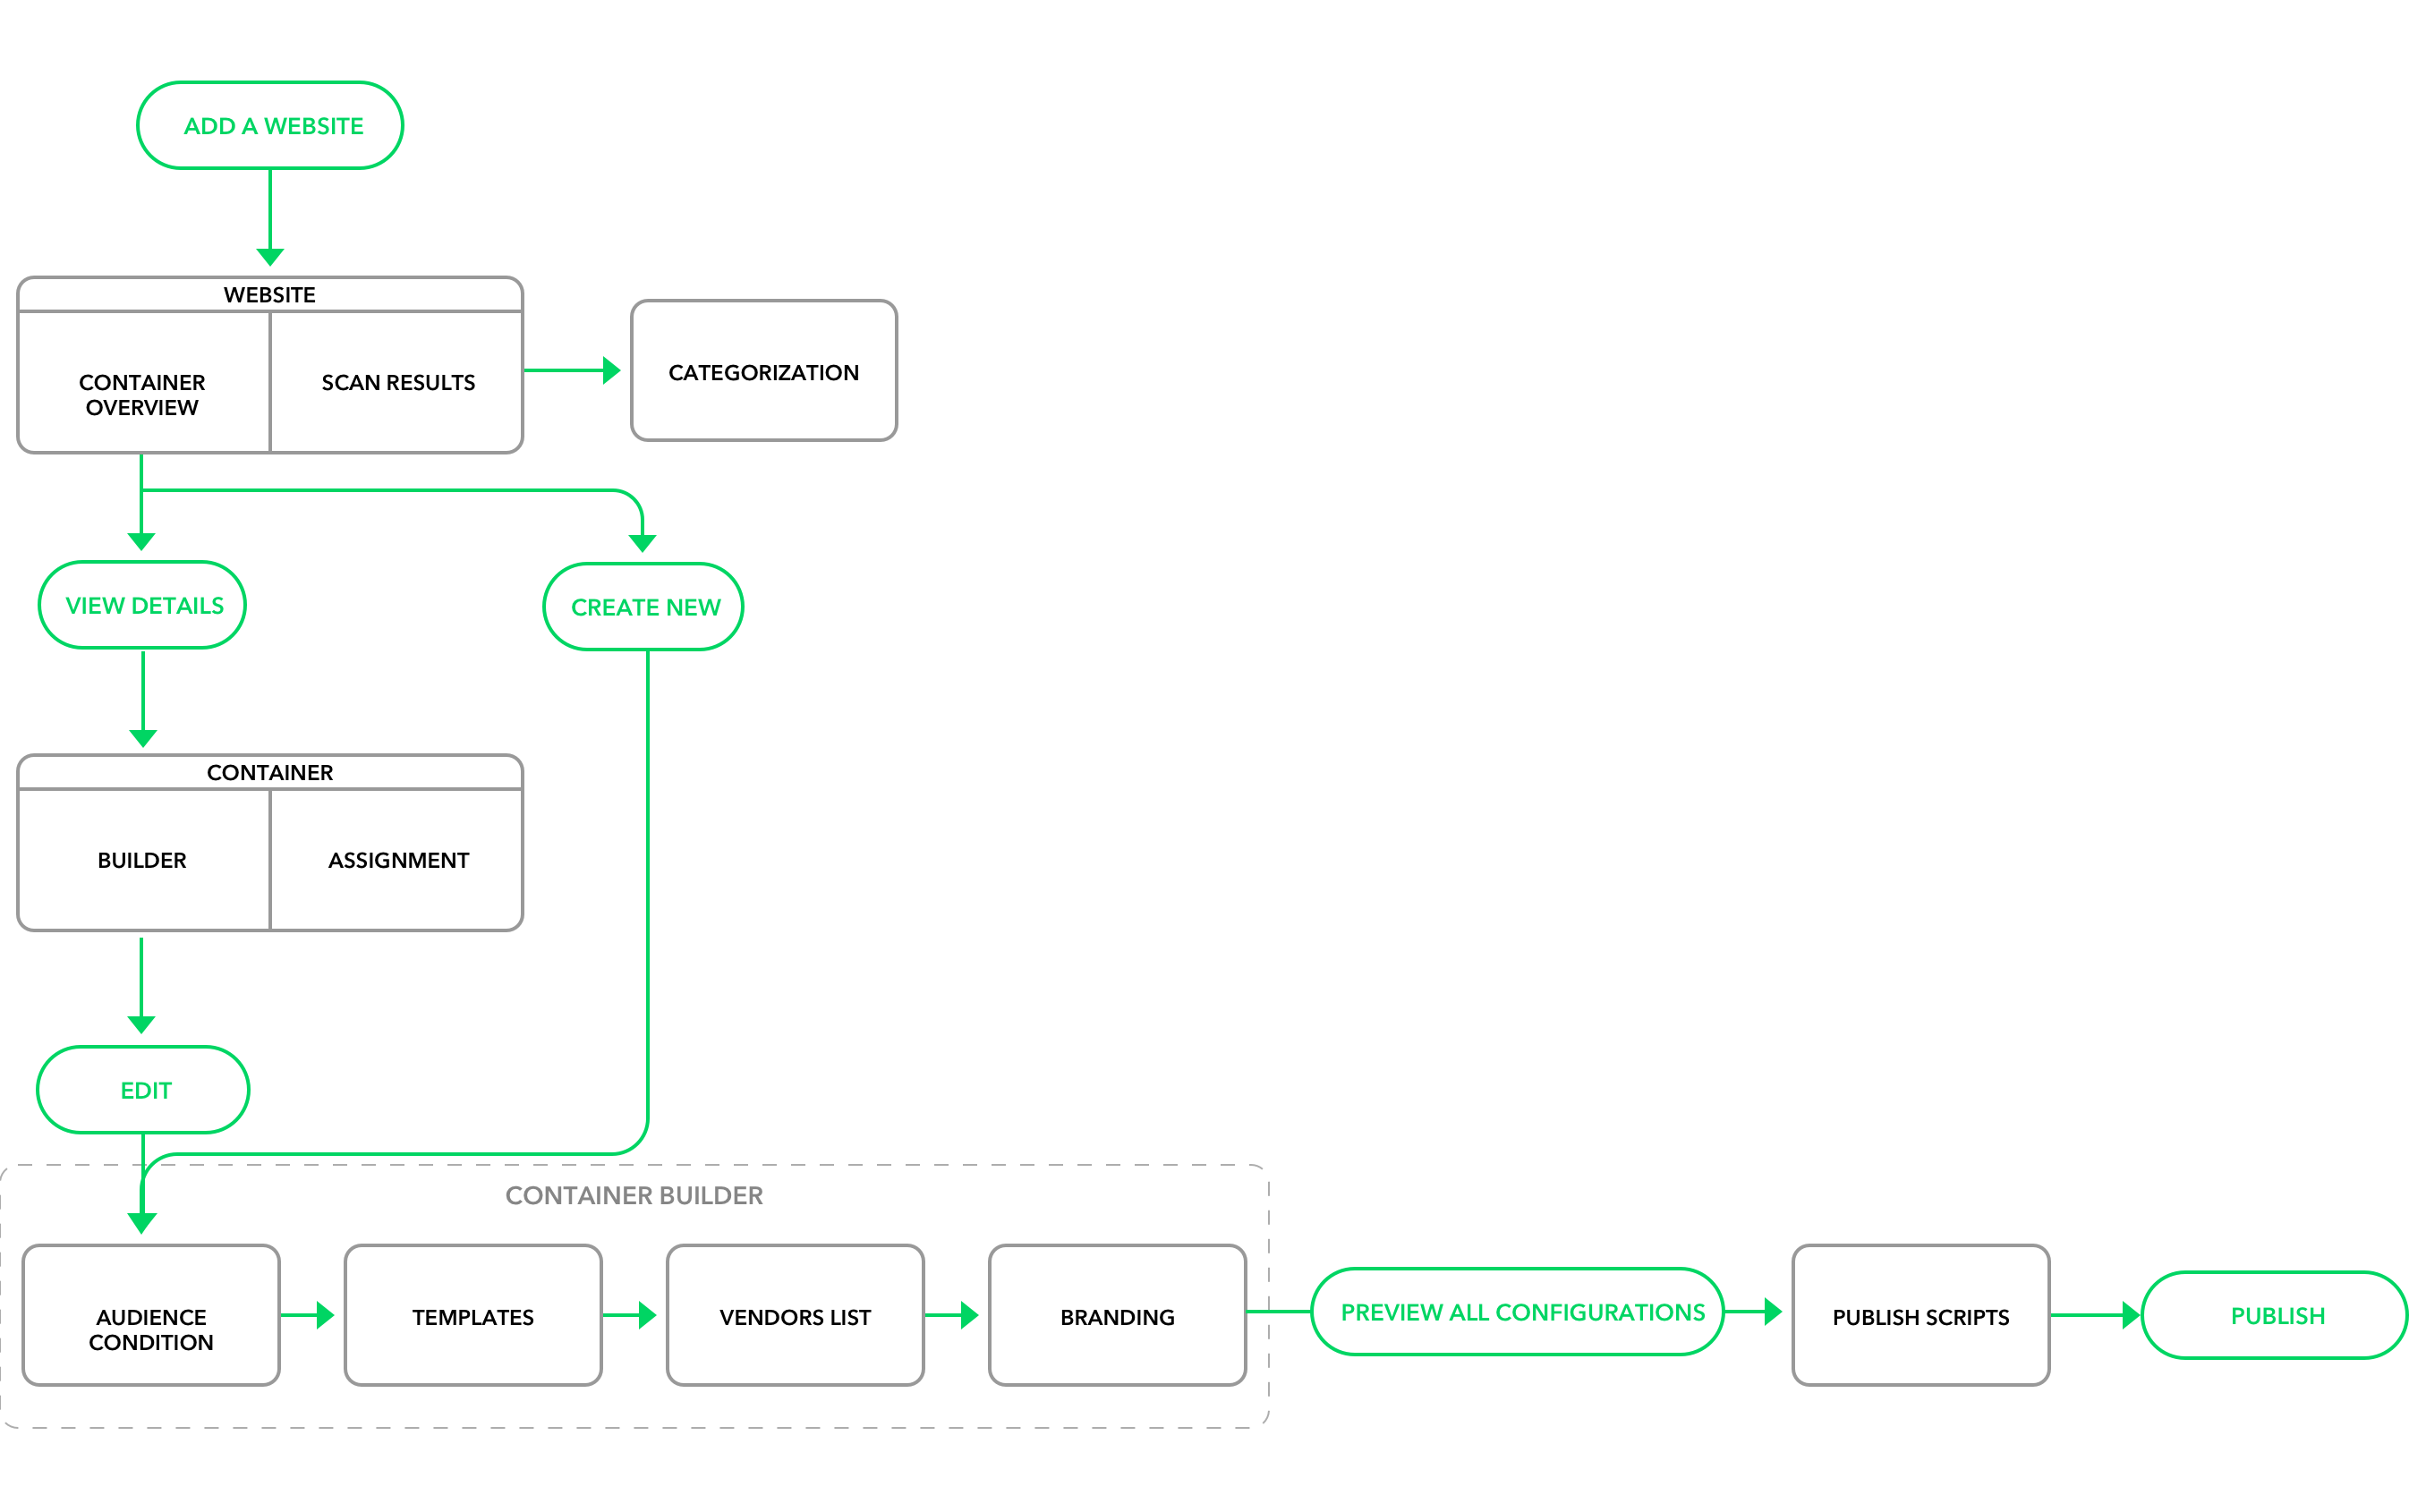 ADD A WEBSITE
WEBSITE
CONTAINER
OVERVIEW
SCAN RESULTS
CATEGORIZATION
VIEW DETAILS
CREATE NEW
CONTAINER
BUILDER
ASSIGNMENT
EDIT
CONTAINER BUILDER
AUDIENCE
CONDITION
TEMPLATES
VENDORS LIST
BRANDING
PREVIEW ALL CONFIGURATIONS
PUBLISH SCRIPTS
PUBLISH